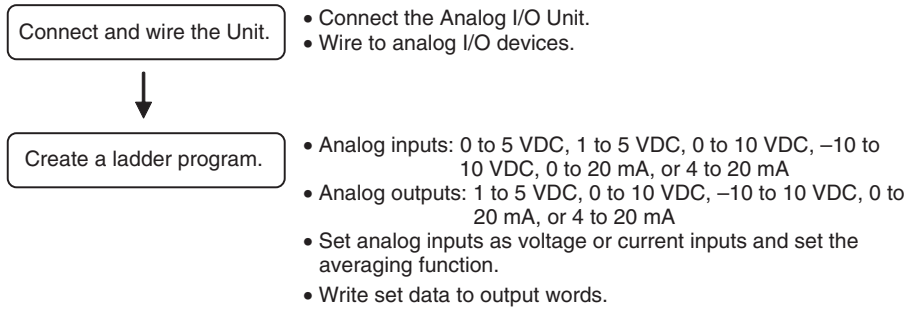 Connect and wire the Unit.
• Connect the Analog I/O Unit.
• Wire to analog I/O devices.
Create a ladder program.
• Analog inputs: 0 to 5 VDC, 1 to 5 VDC, 0 to 10 VDC, –10 to
10 VDC, 0 to 20 mA, or 4 to 20 mA
• Analog outputs: 1 to 5 VDC, 0 to 10 VDC, –10 to 10 VDC, 0 to
20 mA, or 4 to 20 mA
• Set analog inputs as voltage or current inputs and set the
averaging function.
• Write set data to output words.